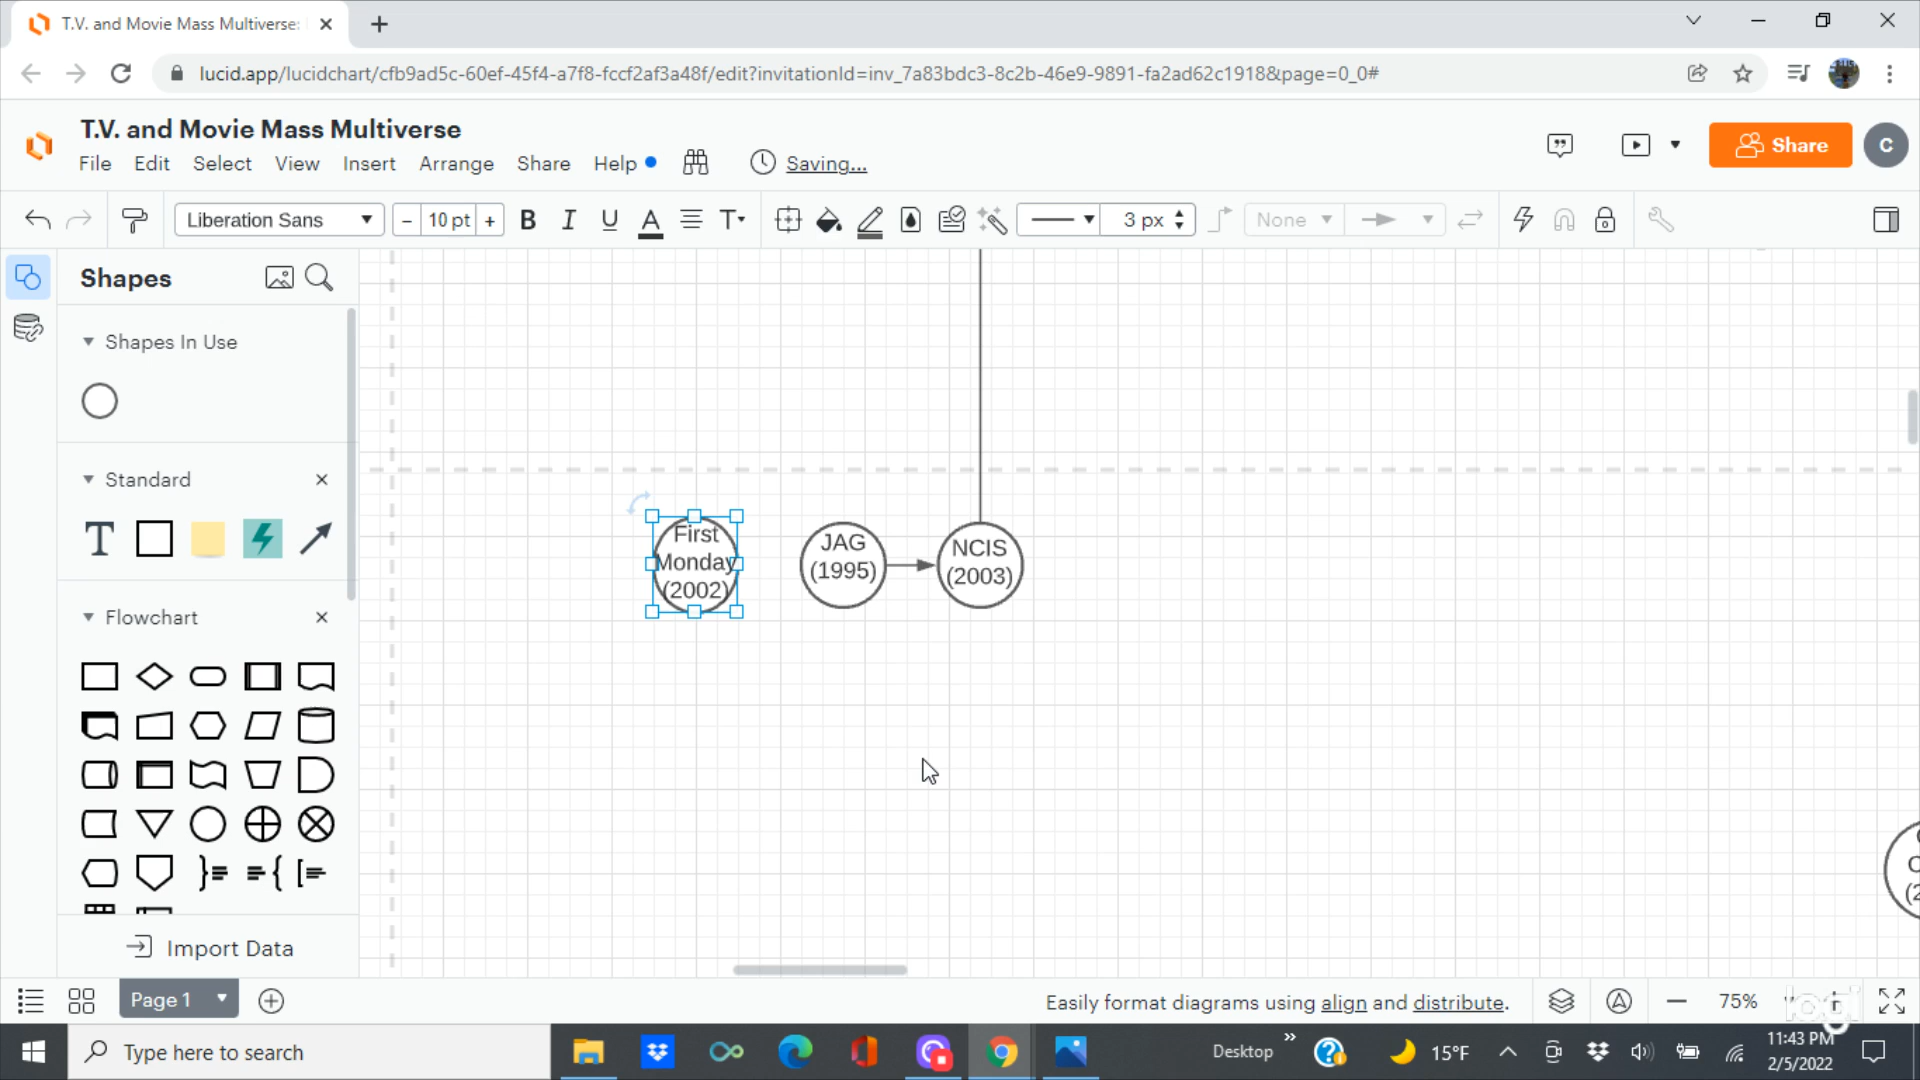 T.V. and Movie Mass Multiverse:
lucid.app/lucidchart/cfb9ad5c-60ef-45f4-a7f8-fccf2af3a48f/edit?invitationId=inv_7a83bdc3-8c2b-46e9-9891-fa2ad62c1918&page=0_0#
T.V. and Movie Mass Multiverse
File Edit Select View Insert Arrange Share Help Saving...
Share
C
Liberation Sans
- 10 pt +
B I U A T
3 px
None
Shapes
Shapes In Use
Standard
T
Flowchart
Import Data
First
Monday
(2002)
JAG
(1995)
NCIS
(2003)
Page 1
Easily format diagrams using align and distribute.
75%
logi
Type here to search
Desktop
15°F
11:43 PM
2/5/2022